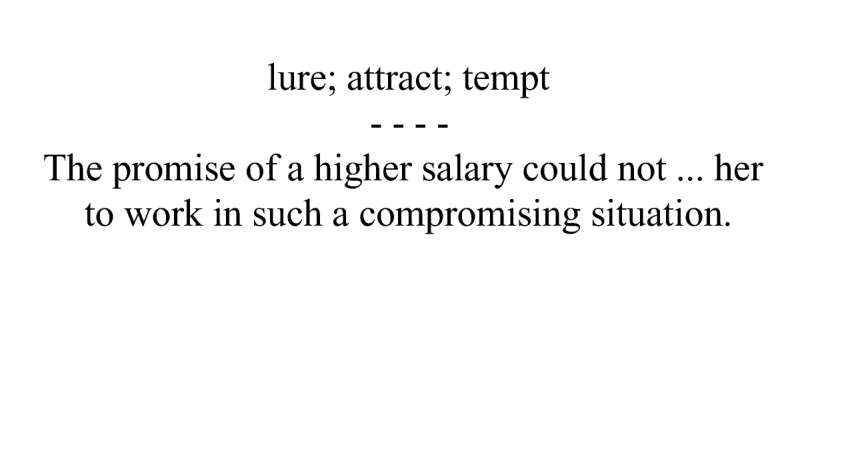 lure; attract; tempt
- - - -
The promise of a higher salary could not ... her
to work in such a compromising situation.